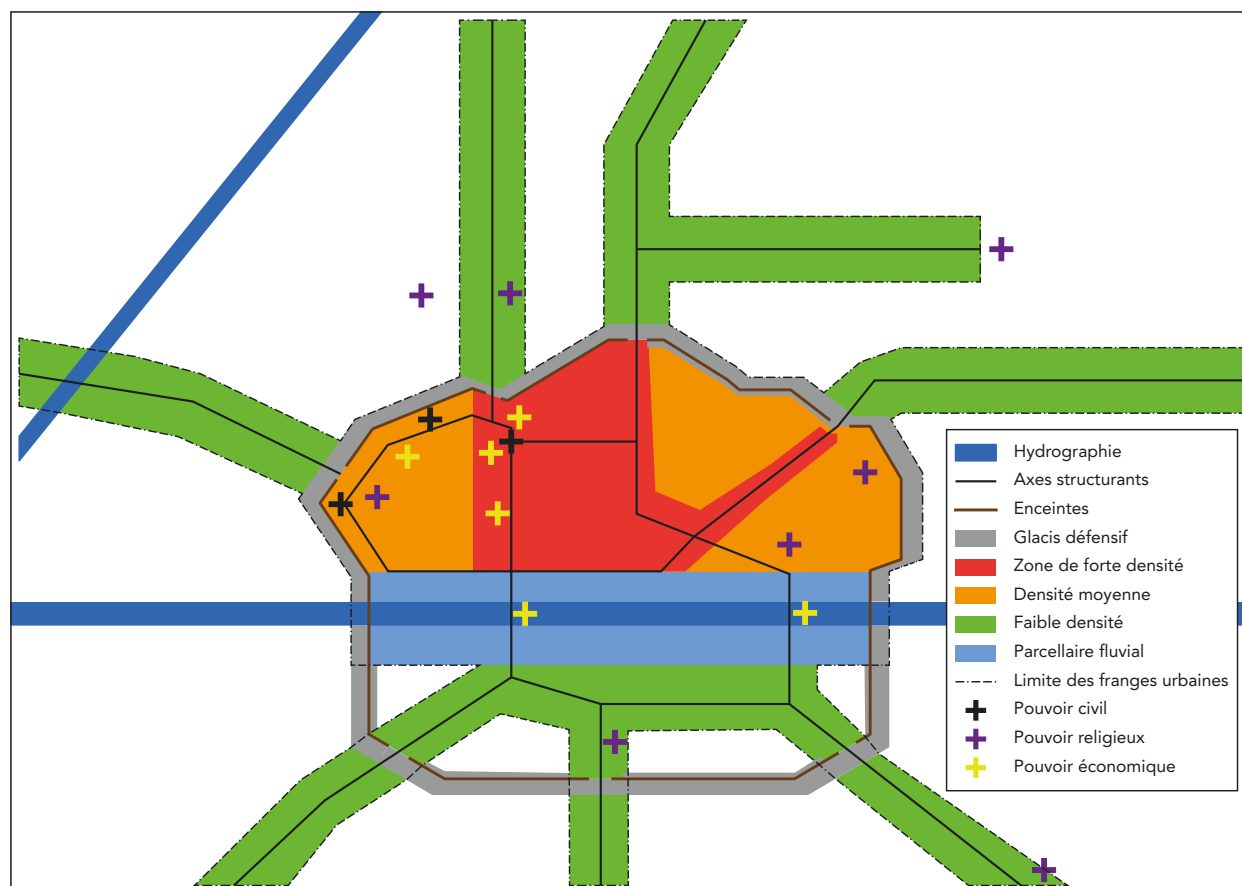 Hydrographie
Axes structurants
Enceintes
Glacis défensif
Zone de forte densité
Densité moyenne
Faible densité
Parcellaire fluvial
Limite des franges urbaines
Pouvoir civil
Pouvoir religieux
Pouvoir économique